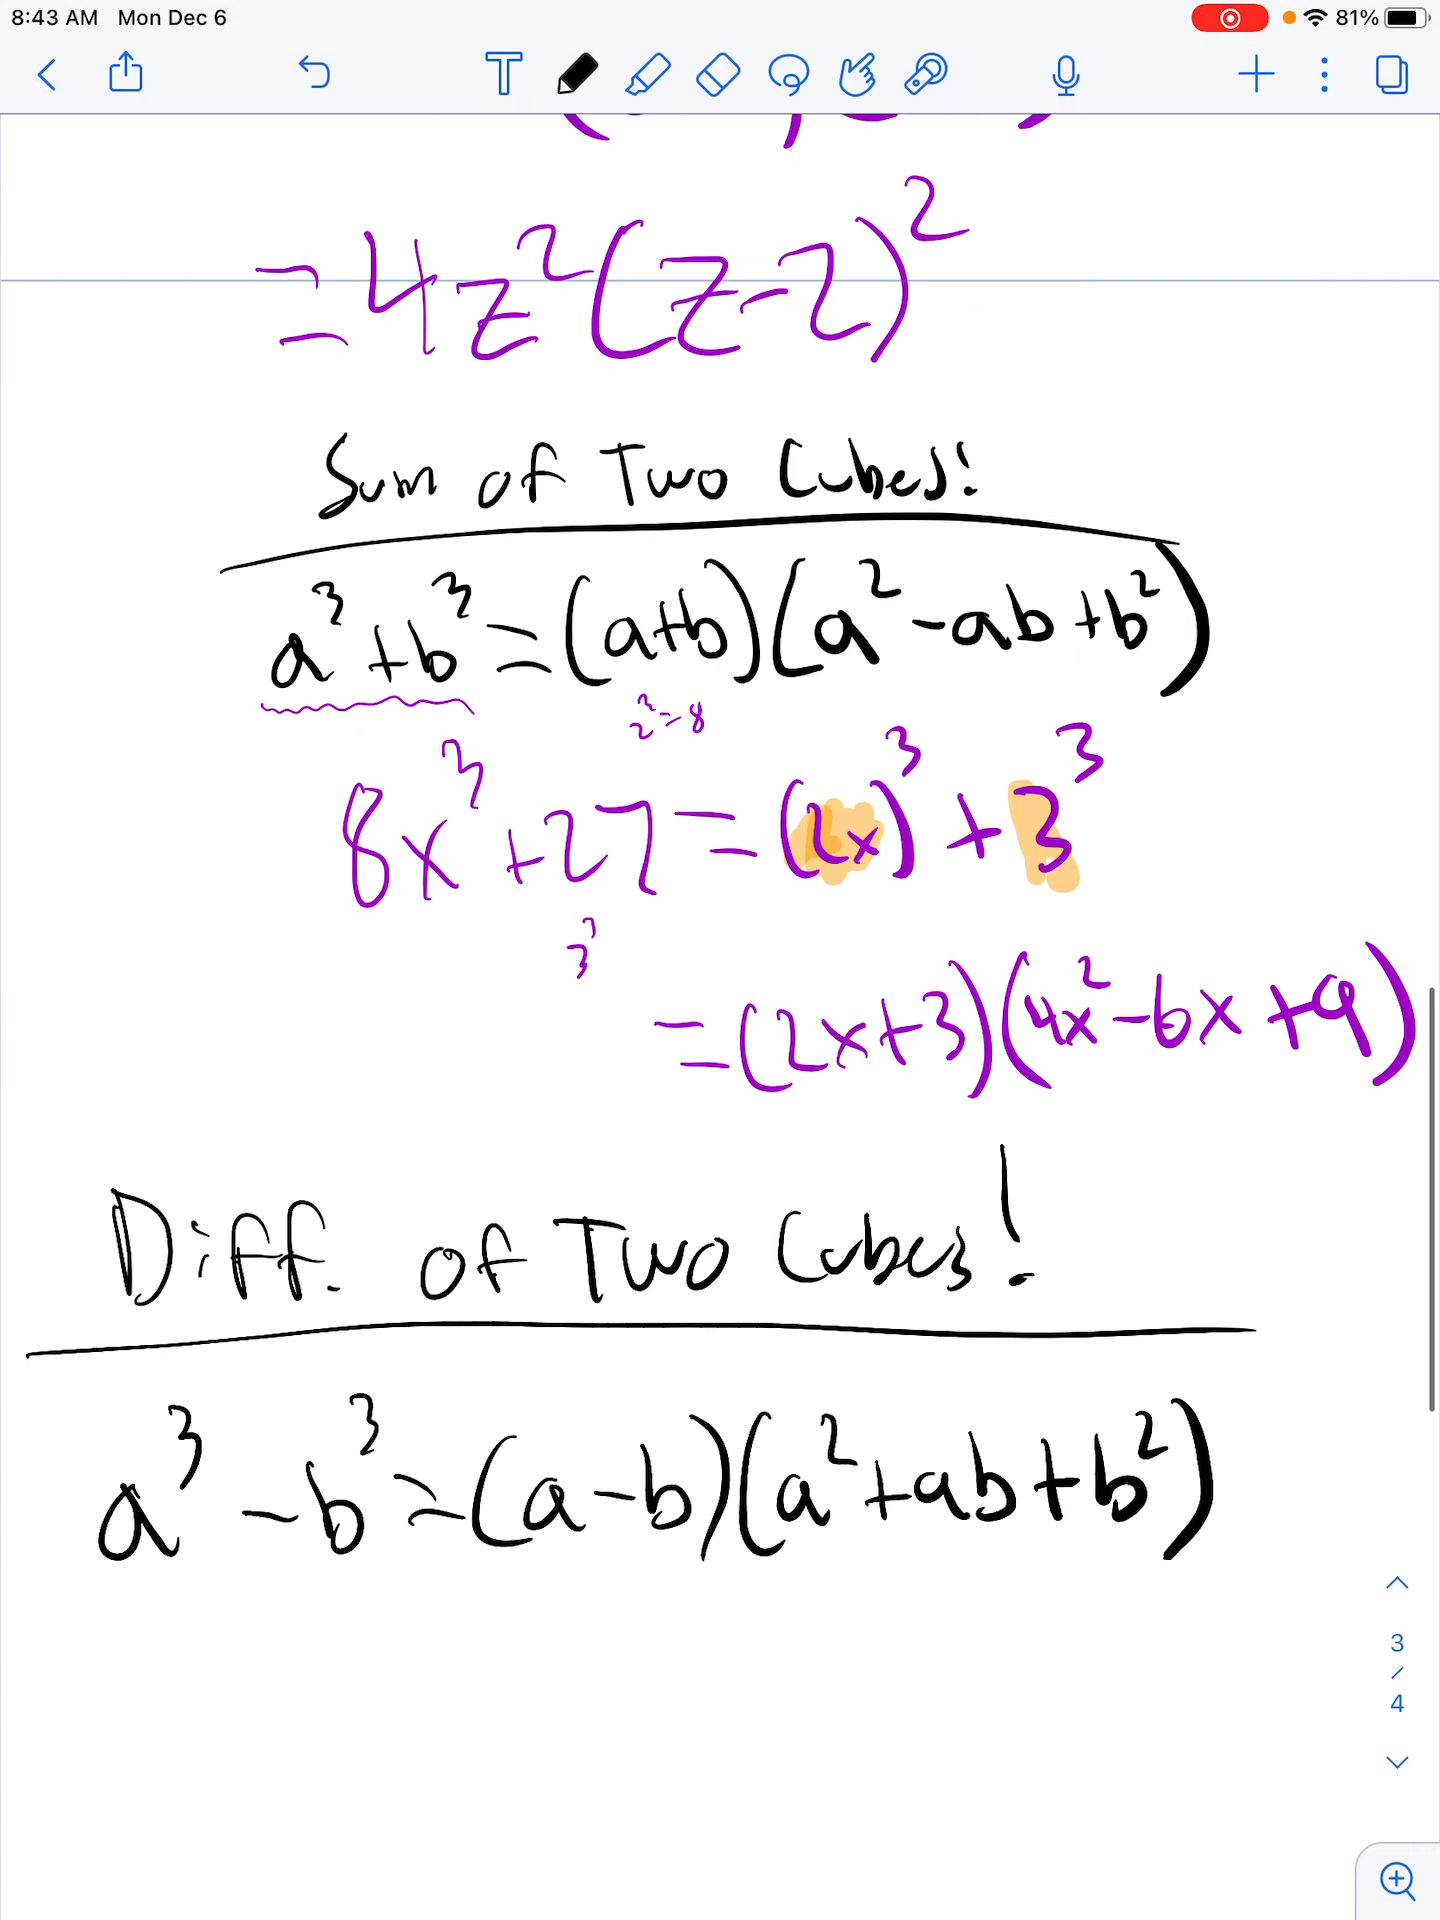 8:43 AM Mon Dec 6 81%
T
= 4z²(z-2)²
Sum of Two Cubes!
a³+b³=(a+b)(a²-ab+b²)
2³=8
8x³+27=(2x)³+3³
3³
=(2x+3)(4x²-6x+9)
Diff. of Two Cubes!
a³-b³=(a-b)(a²+ab+b²)
3
/
4